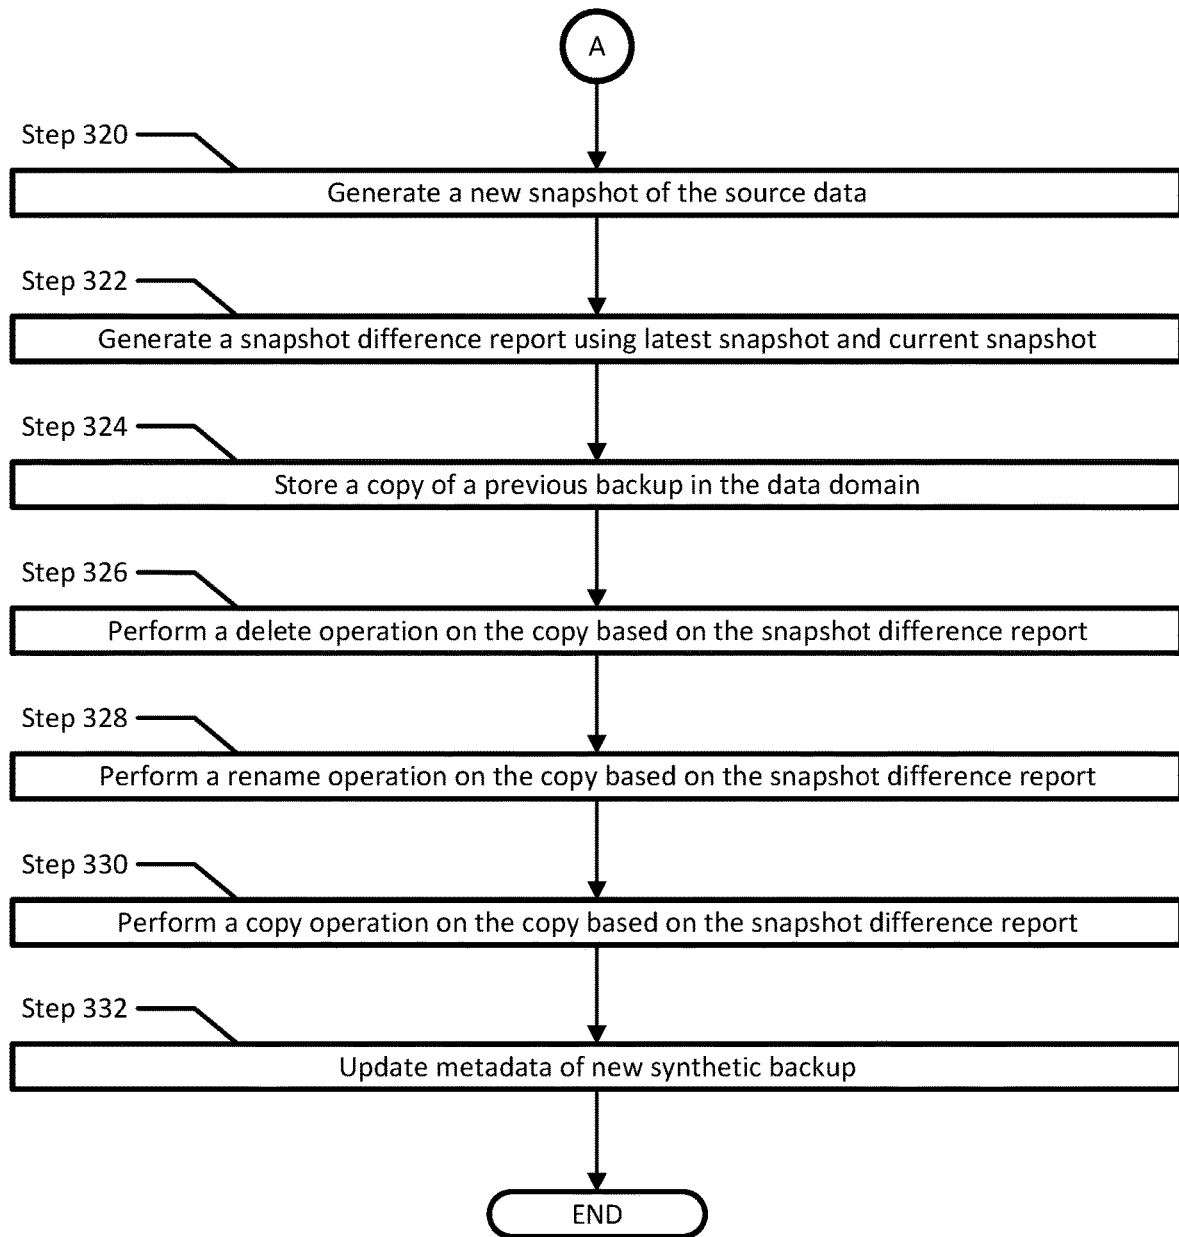 A
Step 320
Generate a new snapshot of the source data
Step 322
Generate a snapshot difference report using latest snapshot and current snapshot
Step 324
Store a copy of a previous backup in the data domain
Step 326
Perform a delete operation on the copy based on the snapshot difference report
Step 328
Perform a rename operation on the copy based on the snapshot difference report
Step 330
Perform a copy operation on the copy based on the snapshot difference report
Step 332
Update metadata of new synthetic backup
END